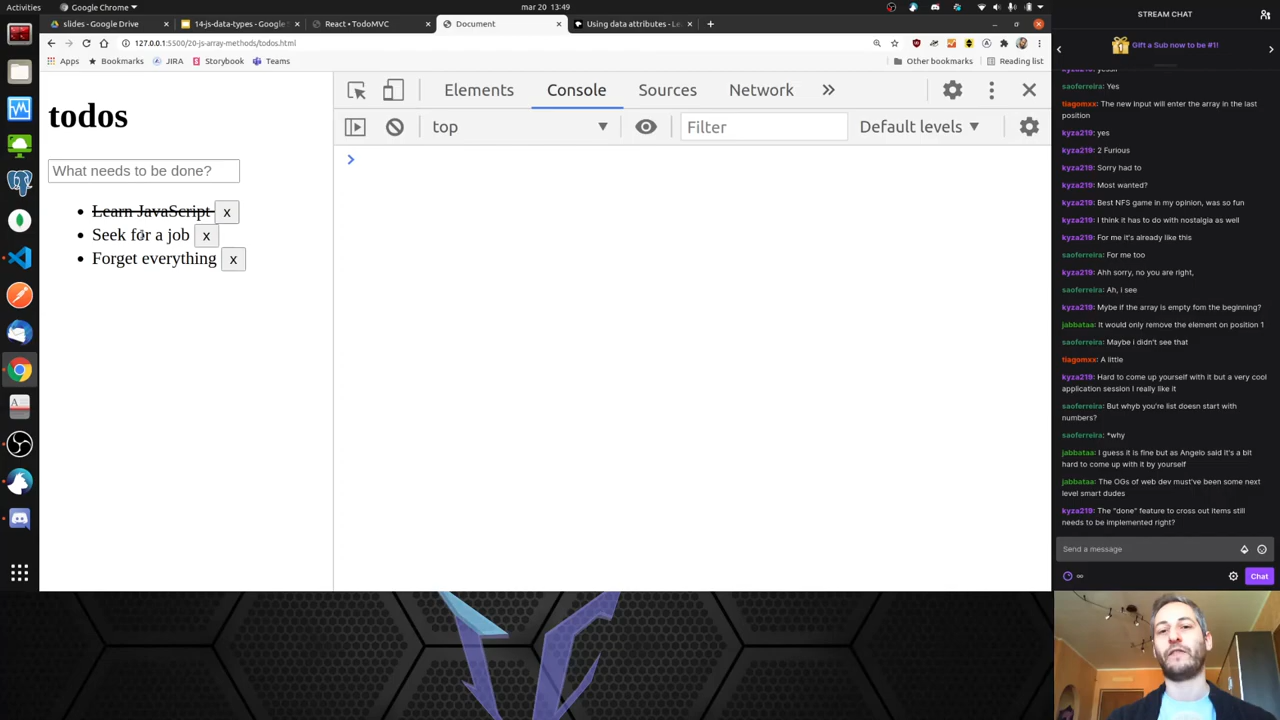 Activities
Google Chrome
mar 20 13:49
slides - Google Drive
14-js-data-types - Google S
React • TodoMVC
Document
Using data attributes - Le
127.0.0.1:5500/20-js-array-methods/todos.html
Apps
Bookmarks
JIRA
Storybook
Teams
Other bookmarks
Reading list
todos
What needs to be done?
Learn JavaScript x
Seek for a job x
Forget everything x
Elements
Console
Sources
Network
top
Filter
Default levels
STREAM CHAT
Gift a Sub now to be #1!
saoferreira: Yes
tiagomxx: The new input will enter the array in the last
position
kyza219: yes
kyza219: 2 Furious
kyza219: Sorry had to
kyza219: Most wanted?
kyza219: Best NFS game in my opinion, was so fun
kyza219: I think it has to do with nostalgia as well
kyza219: For me it's already like this
saoferreira: For me too
kyza219: Ahh sorry, no you are right,
saoferreira: Ah, i see
kyza219: Mybe if the array is empty fom the beginning?
jabbataa: It would only remove the element on position 1
saoferreira: Maybe i didn't see that
tiagomxx: A little
kyza219: Hard to come up yourself with it but a very cool
application session I really like it
saoferreira: But whyb you're list doesn start with
numbers?
saoferreira: *why
jabbataa: I guess it is fine but as Angelo said it's a bit
hard to come up with it by yourself
jabbataa: The OGs of web dev must've been some next
level smart dudes
kyza219: The "done" feature to cross out items still
needs to be implemented right?
Send a message
Chat